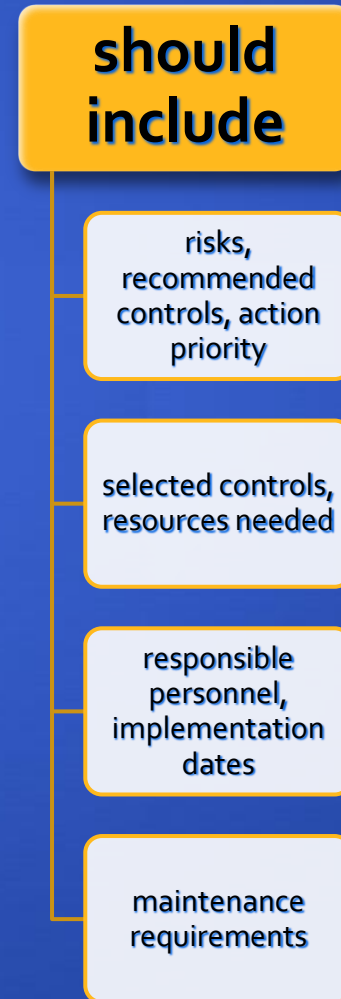 should
include
risks,
recommended
controls, action
priority
selected controls,
resources needed
responsible
personnel,
implementation
dates
maintenance
requirements